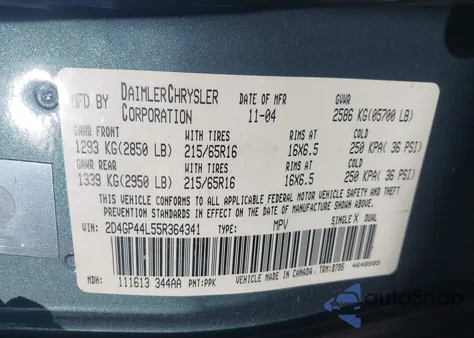 MFD BY DAIMLERCHRYSLER CORPORATION DATE OF MFR 11-04 GVWR 2586 KG(05700 LB)
GAWR FRONT WITH TIRES RIMS AT COLD
1293 KG(2850 LB) 215/65R16 16X6.5 250 KPA( 36 PSI)
GAWR REAR WITH TIRES RIMS AT COLD
1339 KG(2950 LB) 215/65R16 16X6.5 250 KPA( 36 PSI)
THIS VEHICLE CONFORMS TO ALL APPLICABLE FEDERAL MOTOR VEHICLE SAFETY AND THEFT
PREVENTION STANDARDS IN EFFECT ON THE DATE OF MANUFACTURE SHOWN ABOVE.
VIN: 2D4GP44L55R364341 TYPE: MPV SINGLE X DUAL
MDH: 111613 344AA PNT:PPK VEHICLE MADE IN CANADA. TRM:B7D5 4648505
autoSnap